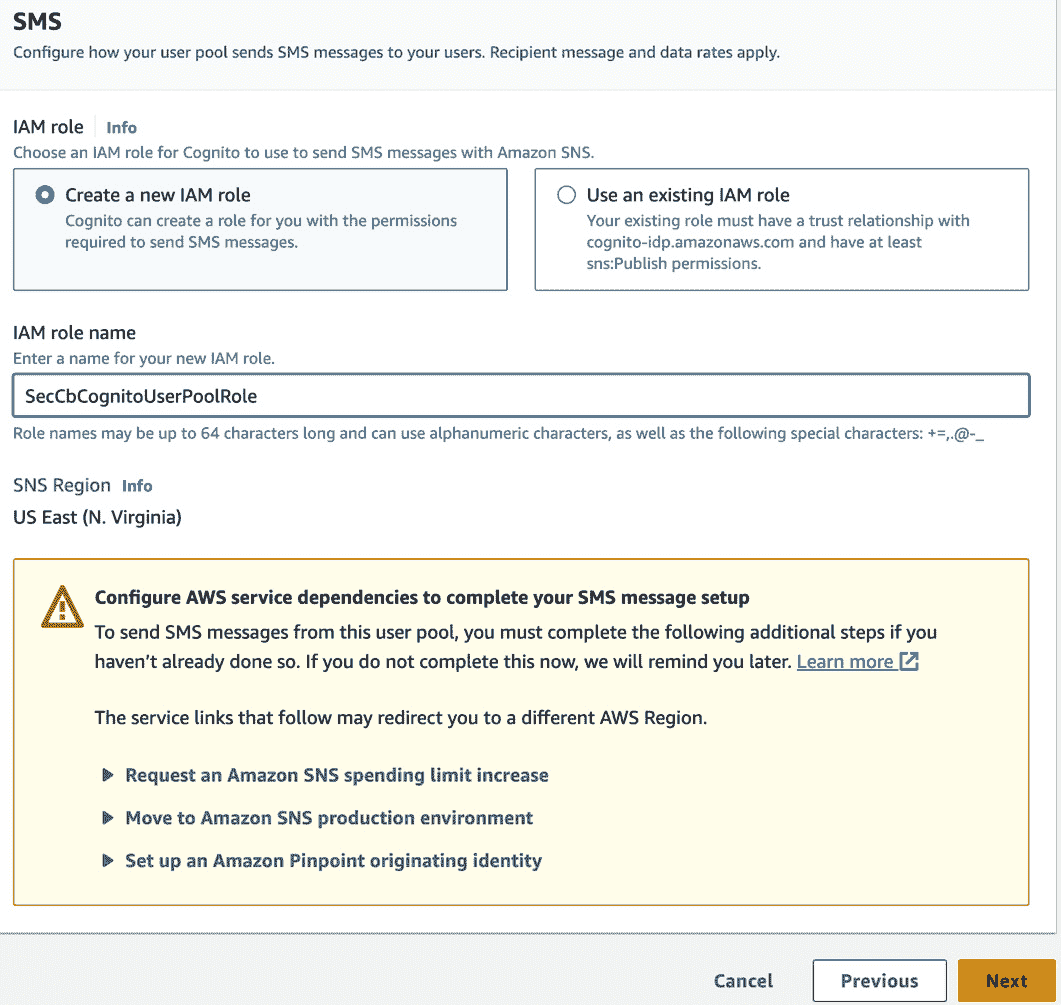 SMS
Configure how your user pool sends SMS messages to your users. Recipient message and data rates apply.
IAM role Info
Choose an IAM role for Cognito to use to send SMS messages with Amazon SNS.
Create a new IAM role
Cognito can create a role for you with the permissions
required to send SMS messages.
Use an existing IAM role
Your existing role must have a trust relationship with
cognito-idp.amazonaws.com and have at least
sns:Publish permissions.
IAM role name
Enter a name for your new IAM role.
SecCbCognitoUserPoolRole
Role names may be up to 64 characters long and can use alphanumeric characters, as well as the following special characters: +=,.@-_
SNS Region Info
US East (N. Virginia)
Configure AWS service dependencies to complete your SMS message setup
To send SMS messages from this user pool, you must complete the following additional steps if you
haven’t already done so. If you do not complete this now, we will remind you later. Learn more
The service links that follow may redirect you to a different AWS Region.
Request an Amazon SNS spending limit increase
Move to Amazon SNS production environment
Set up an Amazon Pinpoint originating identity
Cancel Previous Next